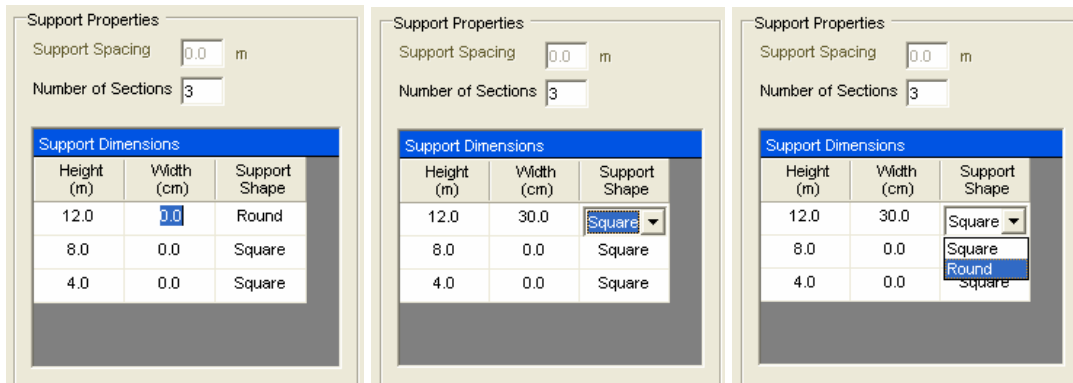 Support Properties
Support Spacing 0.0 m
Number of Sections 3
Support Dimensions
Height (m) Width (cm) Support Shape
12.0 0.0 Round
8.0 0.0 Square
4.0 0.0 Square
Support Properties
Support Spacing 0.0 m
Number of Sections 3
Support Dimensions
Height (m) Width (cm) Support Shape
12.0 30.0 Square
8.0 0.0 Square
4.0 0.0 Square
Support Properties
Support Spacing 0.0 m
Number of Sections 3
Support Dimensions
Height (m) Width (cm) Support Shape
12.0 30.0 Square
8.0 0.0 Square
Round
4.0 0.0 Square